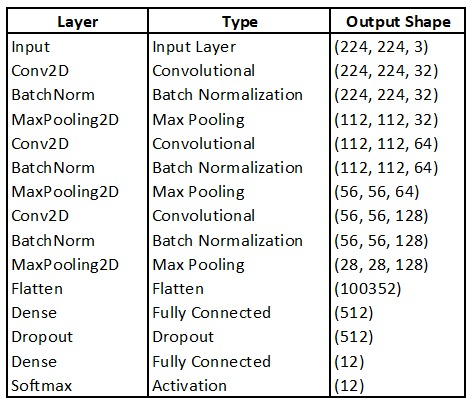 Layer Type Output Shape
Input Input Layer (224, 224, 3)
Conv2D Convolutional (224, 224, 32)
BatchNorm Batch Normalization (224, 224, 32)
MaxPooling2D Max Pooling (112, 112, 32)
Conv2D Convolutional (112, 112, 64)
BatchNorm Batch Normalization (112, 112, 64)
MaxPooling2D Max Pooling (56, 56, 64)
Conv2D Convolutional (56, 56, 128)
BatchNorm Batch Normalization (56, 56, 128)
MaxPooling2D Max Pooling (28, 28, 128)
Flatten Flatten (100352)
Dense Fully Connected (512)
Dropout Dropout (512)
Dense Fully Connected (12)
Softmax Activation (12)